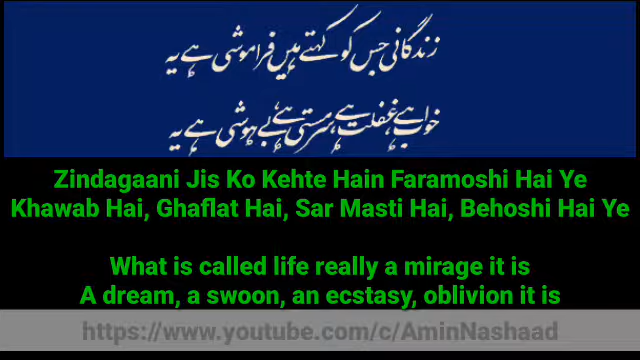 زندگانی جس کو کہتے ہیں فراموشی ہے یہ
خواب ہے، غفلت ہے، سرمستی ہے، بے ہوشی ہے یہ
Zindagaani Jis Ko Kehte Hain Faramoshi Hai Ye
Khawab Hai, Ghaflat Hai, Sar Masti Hai, Behoshi Hai Ye
What is called life really a mirage it is
A dream, a swoon, an ecstasy, oblivion it is
https://www.youtube.com/c/AminNashaad